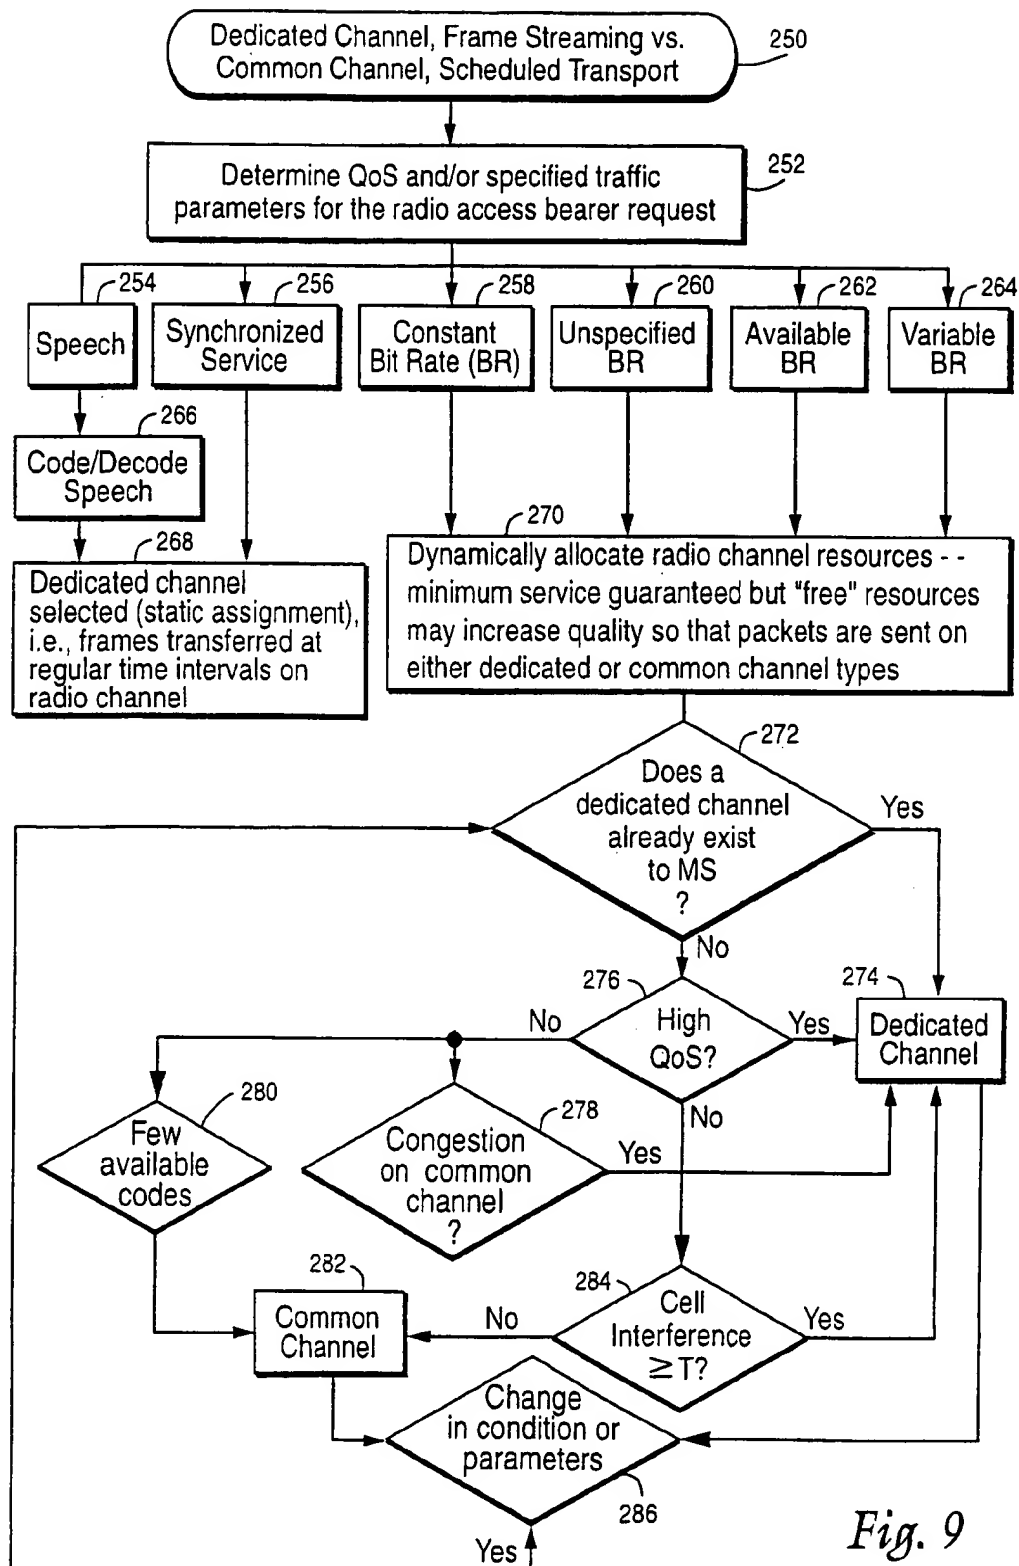 Dedicated Channel, Frame Streaming vs.
Common Channel, Scheduled Transport
250
Determine QoS and/or specified traffic
parameters for the radio access bearer request
252
254
256
258
260
262
264
Speech
Synchronized
Service
Constant
Bit Rate (BR)
Unspecified
BR
Available
BR
Variable
BR
266
Code/Decode
Speech
268
Dedicated channel
selected (static assignment),
i.e., frames transferred at
regular time intervals on
radio channel
270
Dynamically allocate radio channel resources - -
minimum service guaranteed but "free" resources
may increase quality so that packets are sent on
either dedicated or common channel types
272
Does a
dedicated channel
already exist
to MS
?
Yes
No
276
High
QoS?
No
Yes
No
274
Dedicated
Channel
280
Few
available
codes
278
Congestion
on common
channel
?
Yes
282
Common
Channel
284
Cell
Interference
≧T?
No
Yes
Change
in condition or
parameters
286
Yes
Fig. 9